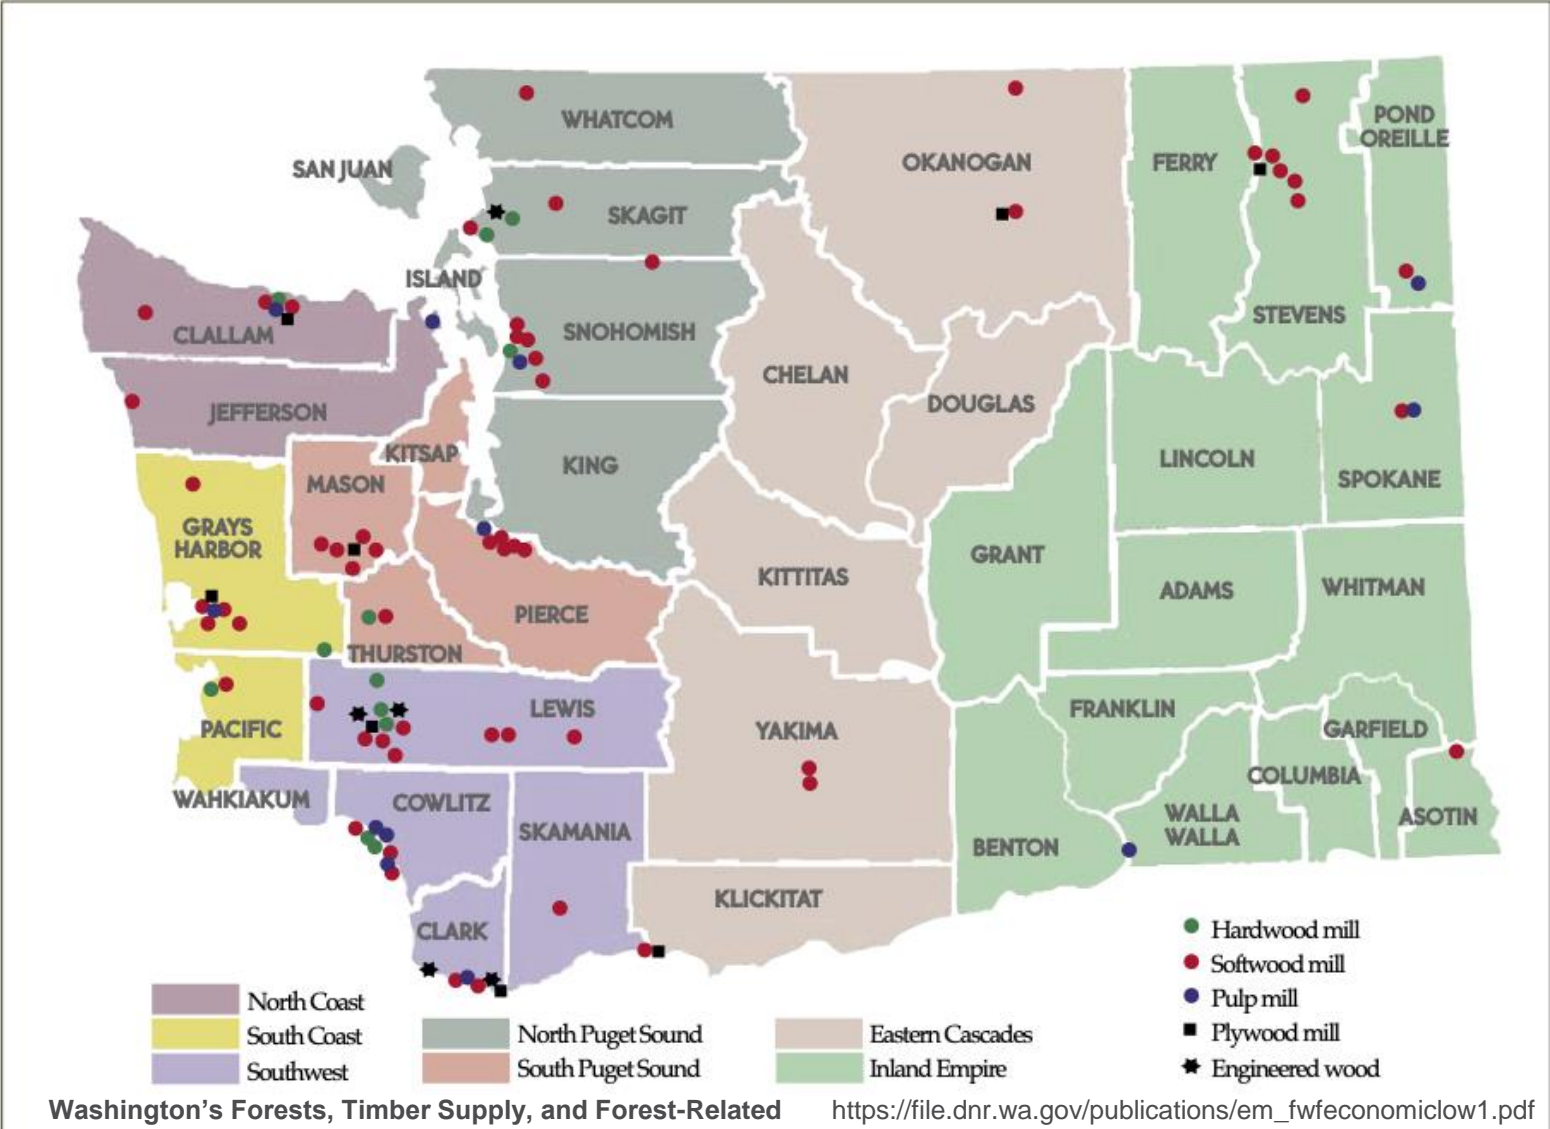 WHATCOM
SAN JUAN
SKAGIT
ISLAND
SNOHOMISH
CLALLAM
JEFFERSON
KITSAP
KING
MASON
GRAYS
HARBOR
PIERCE
THURSTON
PACIFIC
LEWIS
WAHKIAKUM
COWLITZ
SKAMANIA
CLARK
OKANOGAN
CHELAN
DOUGLAS
KITTITAS
YAKIMA
KLICKITAT
FERRY
STEVENS
POND
OREILLE
LINCOLN
SPOKANE
GRANT
ADAMS
WHITMAN
FRANKLIN
BENTON
WALLA
WALLA
COLUMBIA
GARFIELD
ASOTIN
Hardwood mill
Softwood mill
Pulp mill
Plywood mill
Engineered wood
North Coast
South Coast
Southwest
North Puget Sound
South Puget Sound
Eastern Cascades
Inland Empire
Washington’s Forests, Timber Supply, and Forest-Related
https://file.dnr.wa.gov/publications/em_fwfeconomiclow1.pdf